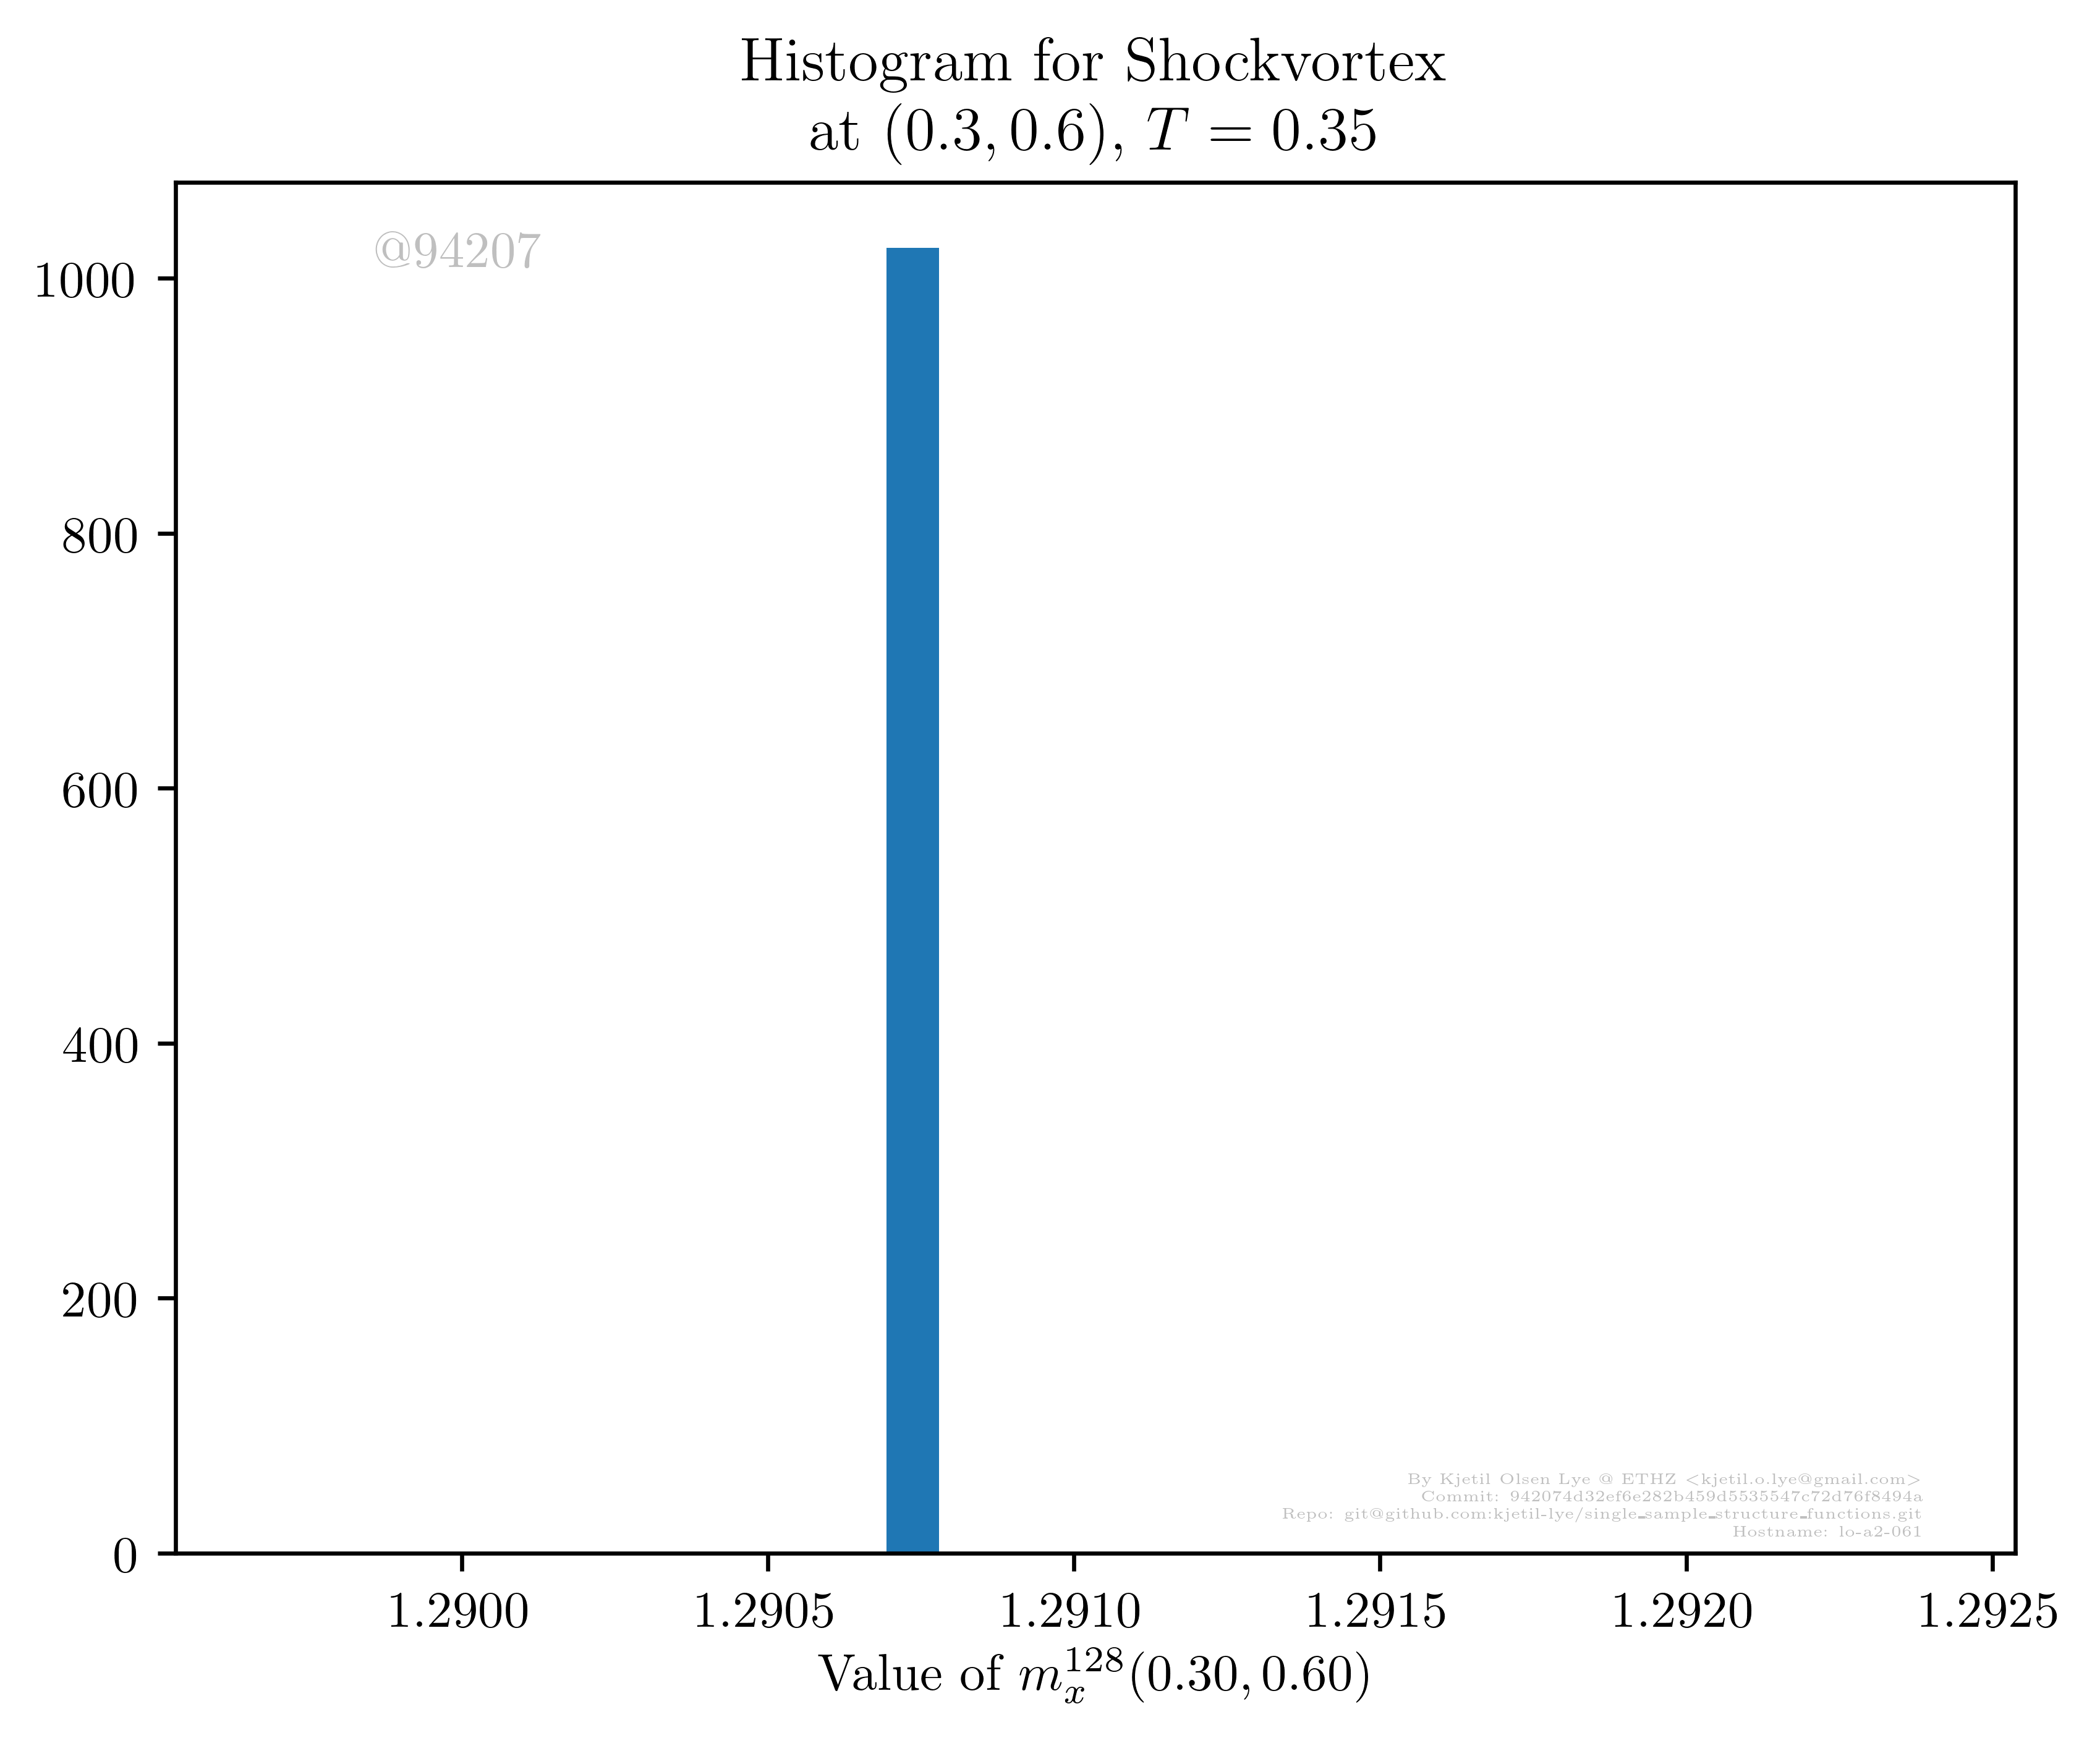 Histogram for Shockvortex
at (0.3, 0.6), T = 0.35
@94207
1000
800
600
400
200
0
By Kjetil Olsen Lye @ ETHZ <kjetil.o.lye@gmail.com>
Commit: 942074d32ef6e282b459d5535547c72d76f8494a
Repo: git@github.com:kjetil-lye/single_sample_structure_functions.git
Hostname: lo-a2-061
1.2900 1.2905 1.2910 1.2915 1.2920 1.2925
Value of m_x^{128}(0.30, 0.60)